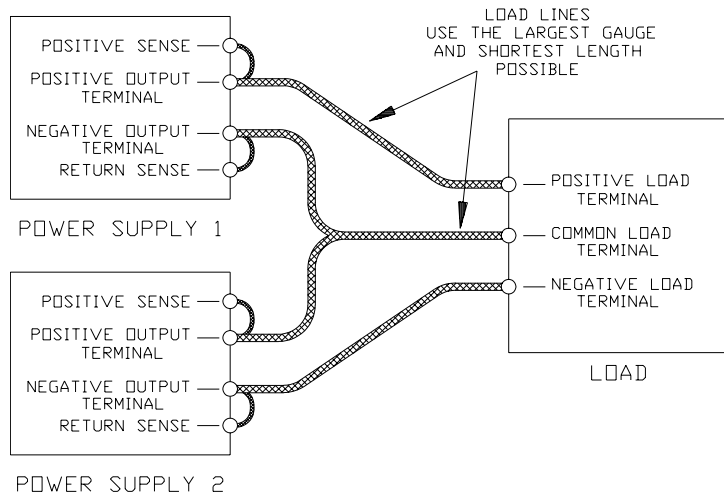 LOAD LINES
USE THE LARGEST GAUGE
AND SHORTEST LENGTH
POSSIBLE
POSITIVE SENSE
POSITIVE OUTPUT
TERMINAL
NEGATIVE OUTPUT
TERMINAL
RETURN SENSE
POWER SUPPLY 1
POSITIVE LOAD
TERMINAL
COMMON LOAD
TERMINAL
NEGATIVE LOAD
TERMINAL
LOAD
POSITIVE SENSE
POSITIVE OUTPUT
TERMINAL
NEGATIVE OUTPUT
TERMINAL
RETURN SENSE
POWER SUPPLY 2